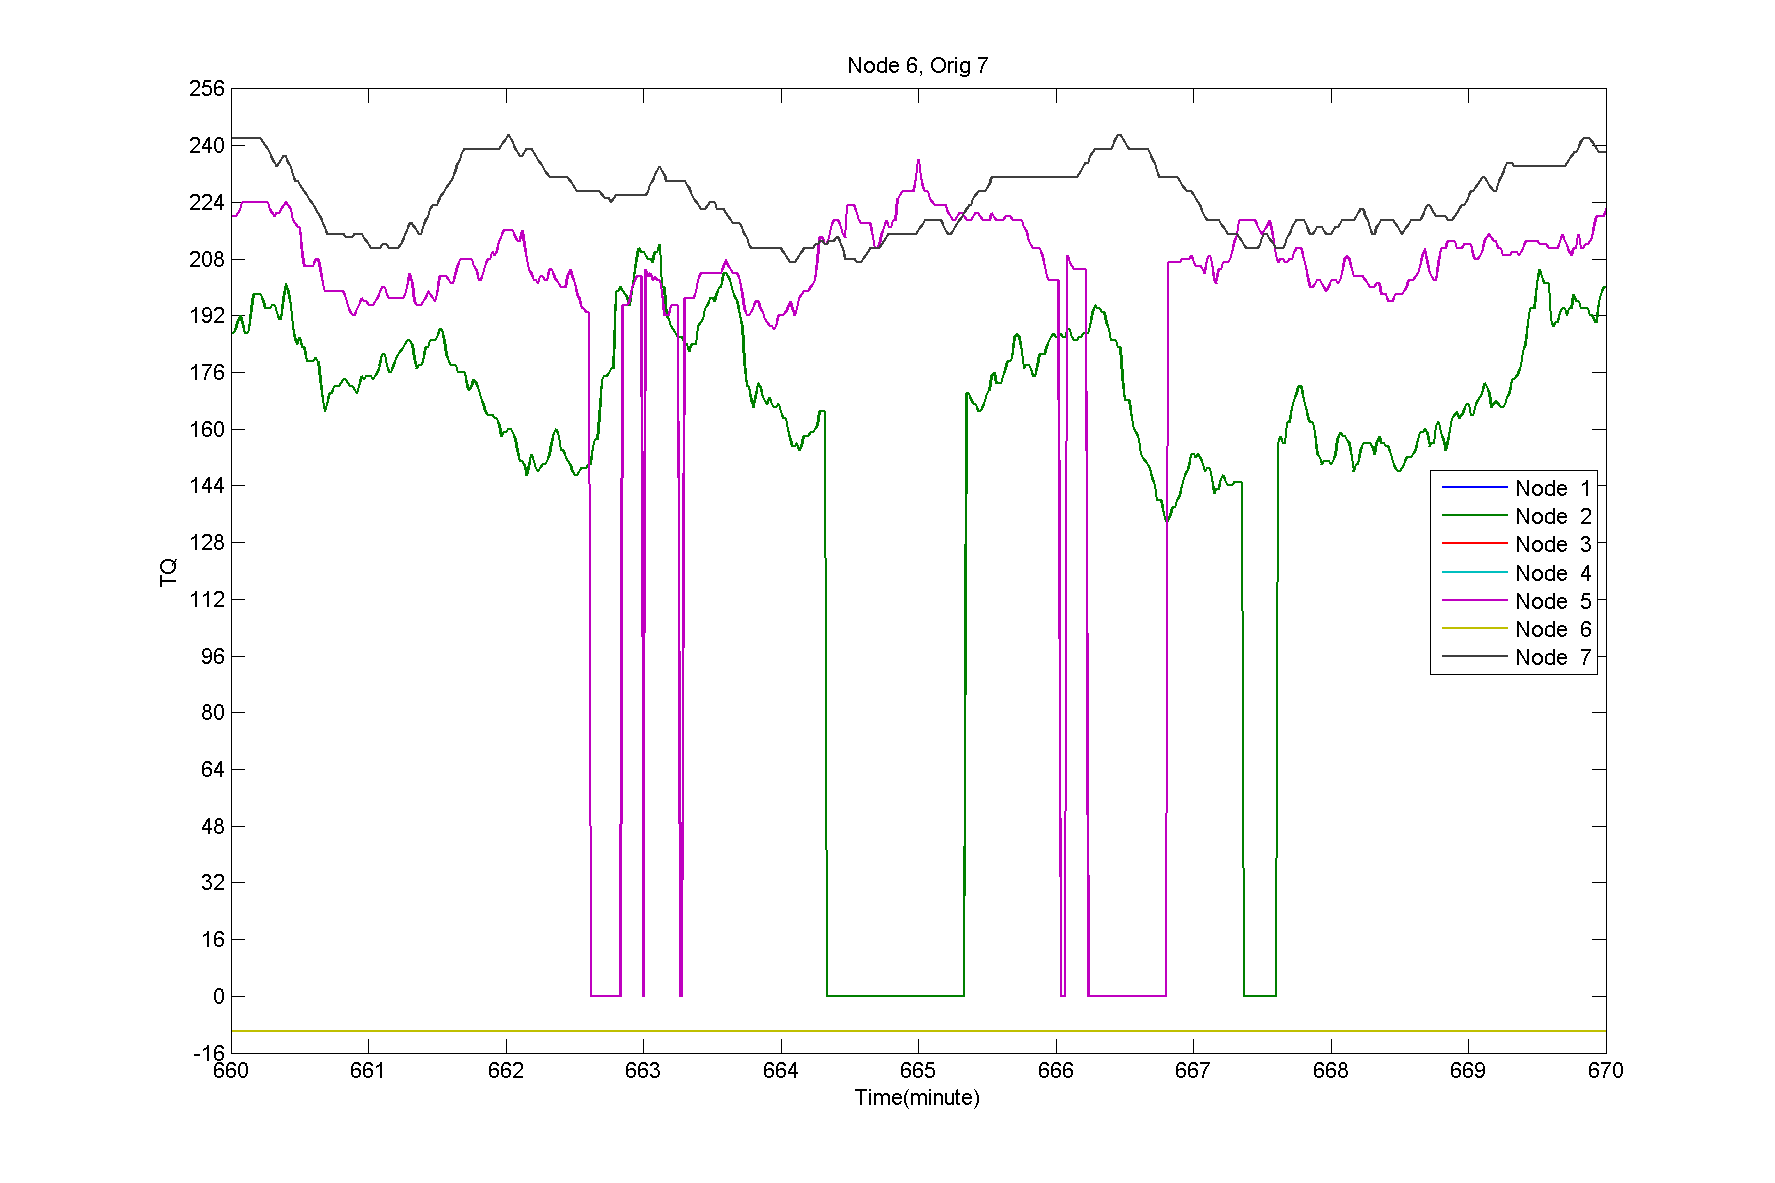 Node 6, Orig 7
256
240
224
208
192
176
160
144
128
112
96
80
64
48
32
16
0
-16
TQ
660 661 662 663 664 665 666 667 668 669 670
Time(minute)
Node 1
Node 2
Node 3
Node 4
Node 5
Node 6
Node 7